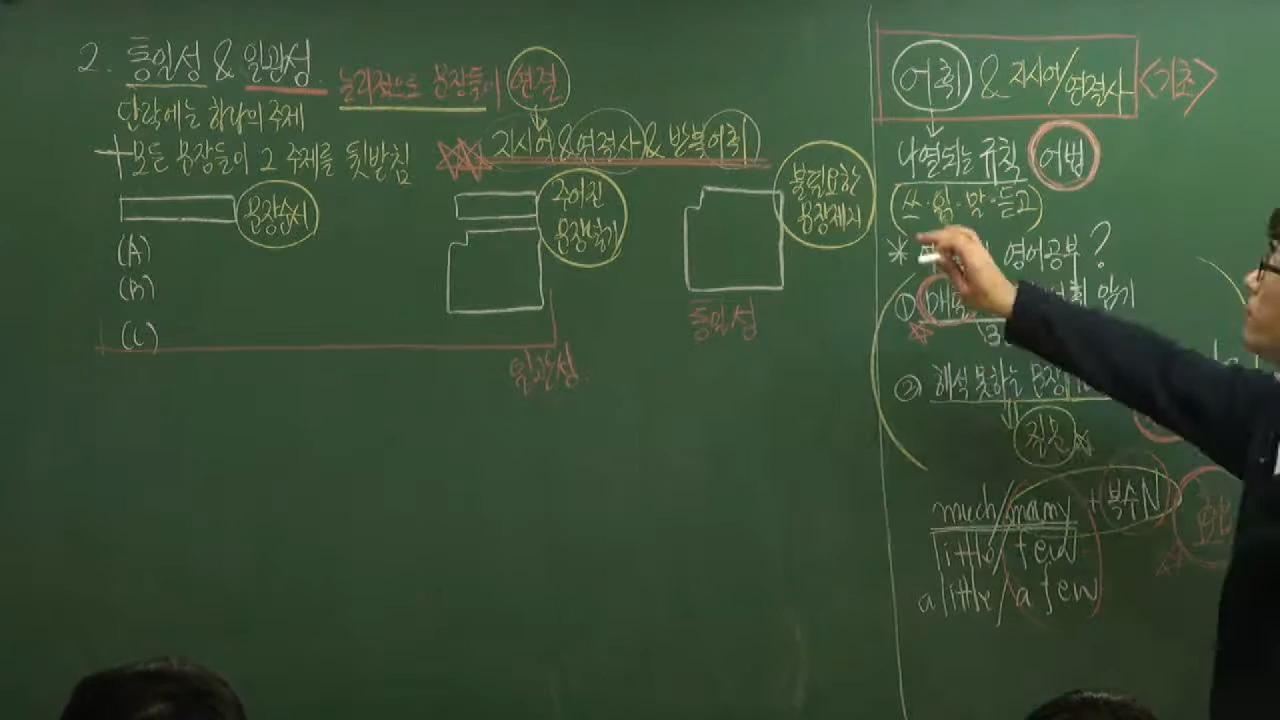 2. 통일성 & 일관성. 논리적으로 문장들이 연결
단락에는 하나의 주제
지시어 & 연결사 & 반복어휘
모든 문장들이 그 주제를 뒷받침
문장순서
주어진
문장넣기
불필요한
문장제거
(A)
(B)
(C)
통일성
일관성.
어휘 & 지시어/연결사 <기초>
나열되는 규칙 어법
쓰·읽·말·듣고
* 영어공부?
① 암기
② 해석 못하는 문장
much/many + 복수N
little/few
a little/a few